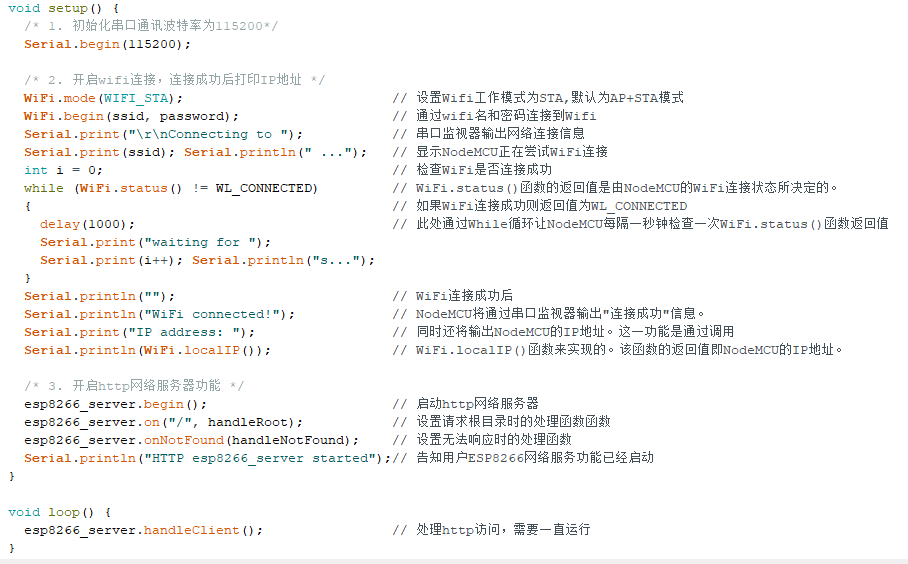 void setup() {
  /* 1. 初始化串口通讯波特率为115200*/
  Serial.begin(115200);

  /* 2. 开启wifi连接，连接成功后打印IP地址 */
  WiFi.mode(WIFI_STA);                          // 设置Wifi工作模式为STA,默认为AP+STA模式
  WiFi.begin(ssid, password);                   // 通过wifi名和密码连接到Wifi
  Serial.print("\r\nConnecting to ");           // 串口监视器输出网络连接信息
  Serial.print(ssid); Serial.println(" ...");   // 显示NodeMCU正在尝试WiFi连接
  int i = 0;                                    // 检查WiFi是否连接成功
  while (WiFi.status() != WL_CONNECTED)         // WiFi.status()函数的返回值是由NodeMCU的WiFi连接状态所决定的。
  {                                             // 如果WiFi连接成功则返回值为WL_CONNECTED
    delay(1000);                                // 此处通过While循环让NodeMCU每隔一秒钟检查一次WiFi.status()函数返回值
    Serial.print("waiting for ");
    Serial.print(i++); Serial.println("s...");
  }
  Serial.println("");                           // WiFi连接成功后
  Serial.println("WiFi connected!");            // NodeMCU将通过串口监视器输出"连接成功"信息。
  Serial.print("IP address: ");                 // 同时还将输出NodeMCU的IP地址。这一功能是通过调用
  Serial.println(WiFi.localIP());               // WiFi.localIP()函数来实现的。该函数的返回值即NodeMCU的IP地址。

  /* 3. 开启http网络服务器功能 */
  esp8266_server.begin();                       // 启动http网络服务器
  esp8266_server.on("/", handleRoot);           // 设置请求根目录时的处理函数函数
  esp8266_server.onNotFound(handleNotFound);    // 设置无法响应时的处理函数
  Serial.println("HTTP esp8266_server started");// 告知用户ESP8266网络服务功能已经启动
}

void loop() {
  esp8266_server.handleClient();                // 处理http访问，需要一直运行
}